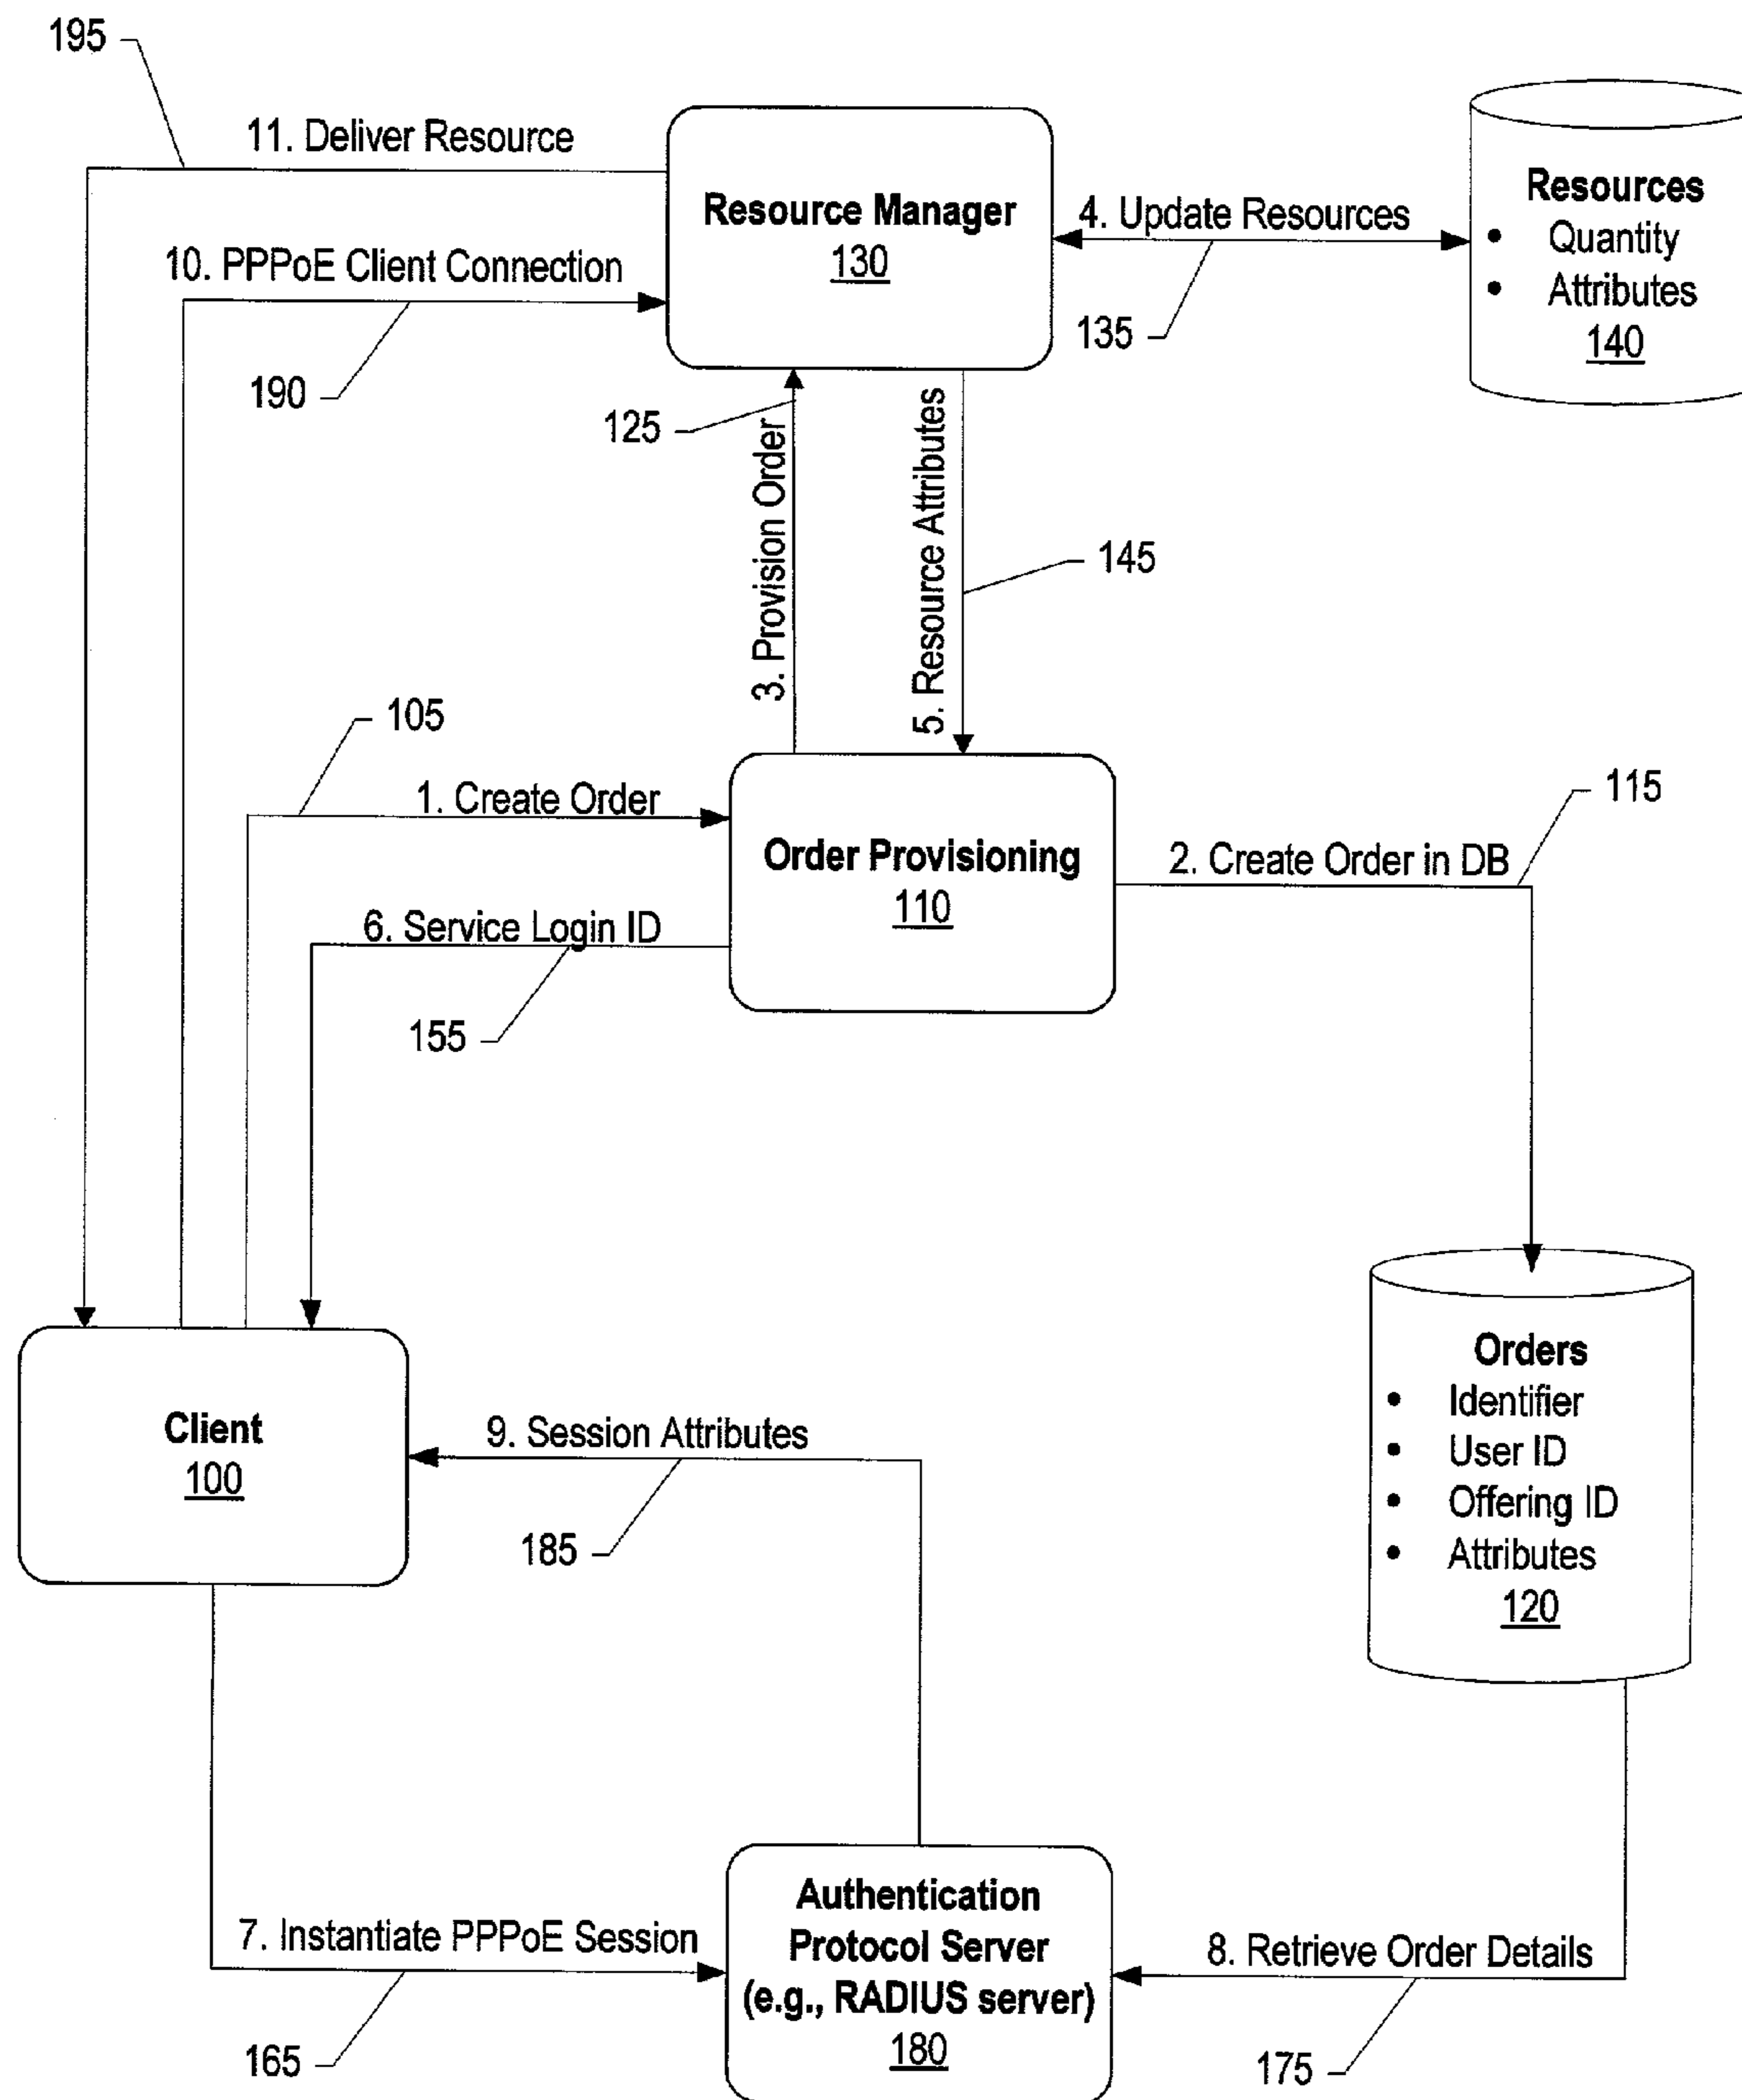 195
11. Deliver Resource
Resource Manager
130
4. Update Resources
135
Resources
• Quantity
• Attributes
140
10. PPPoE Client Connection
190
125
3. Provision Order
5. Resource Attributes
145
105
1. Create Order
Order Provisioning
110
2. Create Order in DB
115
6. Service Login ID
155
Client
100
9. Session Attributes
185
Orders
• Identifier
• User ID
• Offering ID
• Attributes
120
7. Instantiate PPPoE Session
165
Authentication
Protocol Server
(e.g., RADIUS server)
180
8. Retrieve Order Details
175